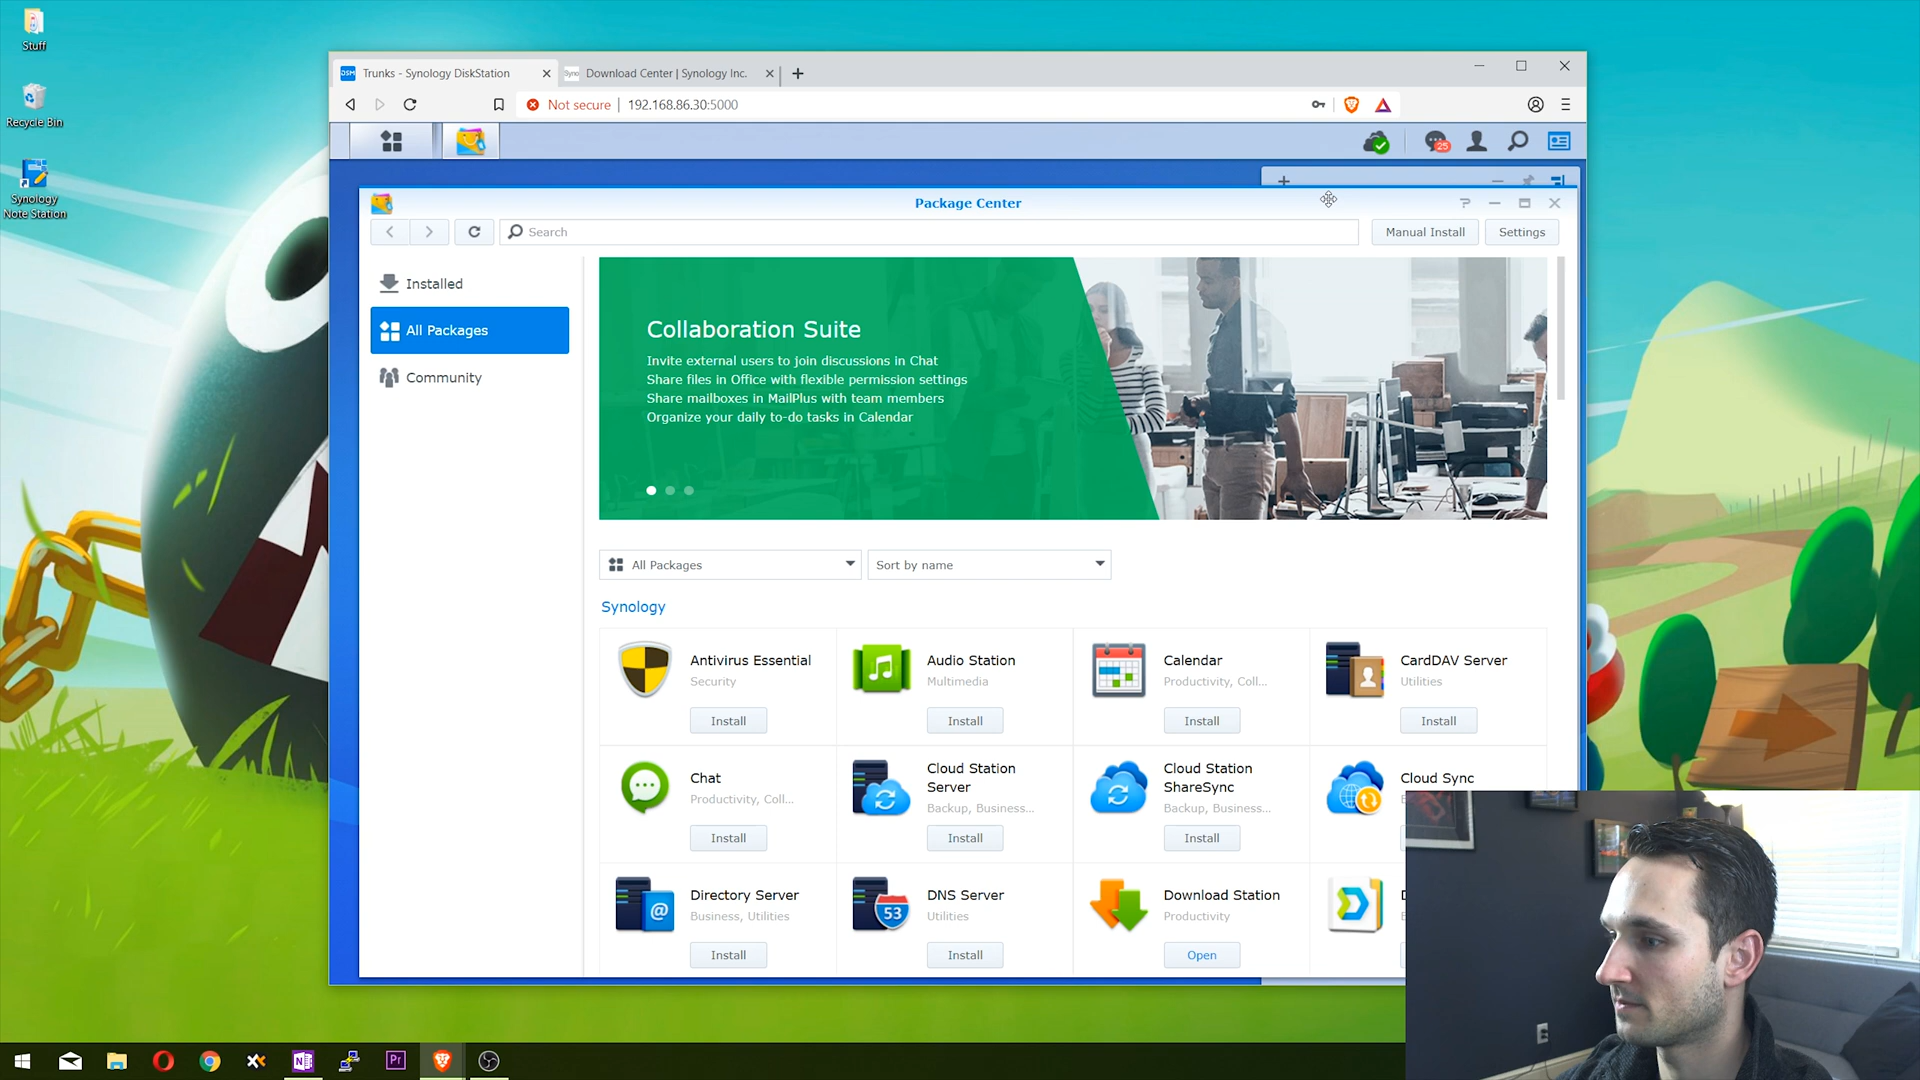 Stuff
Recycle Bin
Synology
Note Station
DSM Trunks - Synology DiskStation
Syno Download Center | Synology Inc.
Not secure | 192.168.86.30:5000
25
Package Center
Search
Manual Install
Settings
Installed
All Packages
Community
Collaboration Suite
Invite external users to join discussions in Chat
Share files in Office with flexible permission settings
Share mailboxes in MailPlus with team members
Organize your daily to-do tasks in Calendar
All Packages
Sort by name
Synology
Antivirus Essential
Security
Install
Audio Station
Multimedia
Install
Calendar
Productivity, Coll...
Install
CardDAV Server
Utilities
Install
Chat
Productivity, Coll...
Install
Cloud Station
Server
Backup, Business...
Install
Cloud Station
ShareSync
Backup, Business...
Install
Cloud Sync
@
Directory Server
Business, Utilities
Install
53
DNS Server
Utilities
Install
Download Station
Productivity
Open
N
Pr